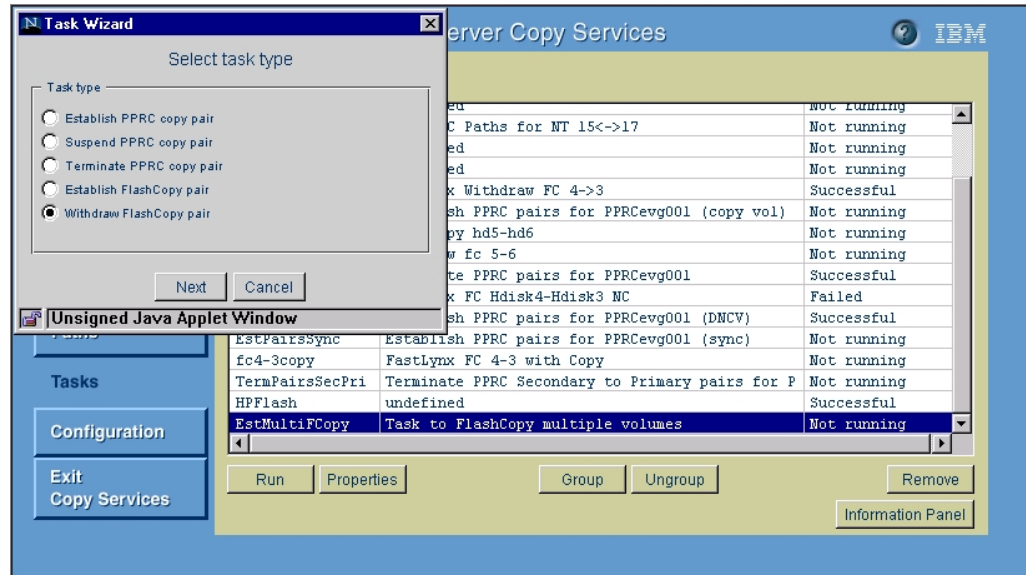 Task Wizard
erver Copy Services
IBM
Select task type
Task type
Establish PPRC copy pair
Suspend PPRC copy pair
Terminate PPRC copy pair
Establish FlashCopy pair
Withdraw FlashCopy pair
Next Cancel
Unsigned Java Applet Window
ed Not running
C Paths for NT 15<->17 Not running
ed Not running
ed Not running
x Withdraw FC 4->3 Successful
sh PPRC pairs for PPRCevg001 (copy vol) Not running
py hd5-hd6 Not running
w fc 5-6 Not running
te PPRC pairs for PPRCevg001 Successful
x FC Hdisk4-Hdisk3 NC Failed
sh PPRC pairs for PPRCevg001 (DNCV) Successful
EstPairsSync Establish PPRC pairs for PPRCevg001 (sync) Not running
fc4-3copy FastLynx FC 4-3 with Copy Not running
TermPairsSecPri Terminate PPRC Secondary to Primary pairs for P Not running
HPFlash undefined Successful
EstMultiFCopy Task to FlashCopy multiple volumes Not running
Paths
Tasks
Configuration
Exit
Copy Services
Run Properties Group Ungroup Remove
Information Panel